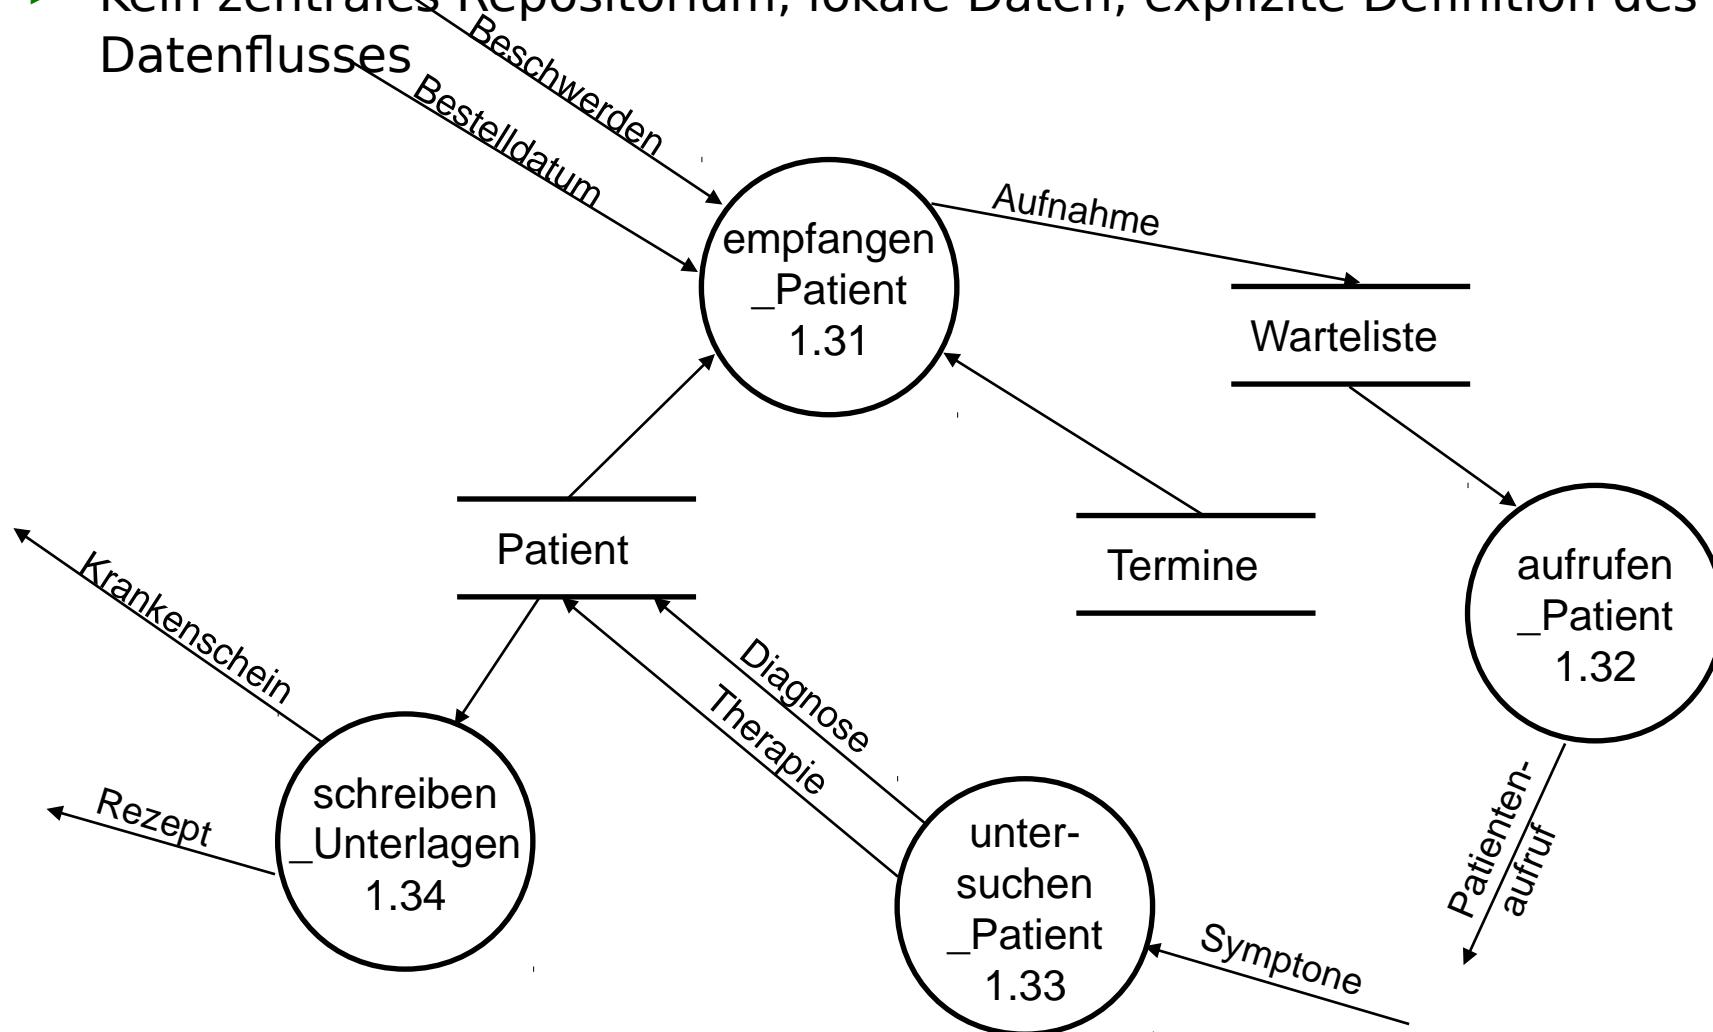 Kein zentrales Repositorium, lokale Daten, explizite Definition des
Datenflusses
Beschwerden
Bestelldatum
empfangen
_Patient
1.31
Aufnahme
Warteliste
Patient
Termine
aufrufen
_Patient
1.32
Krankenschein
Diagnose
Therapie
schreiben
_Unterlagen
1.34
Rezept
unter-
suchen
_Patient
1.33
Patienten-
aufruf
Symptone